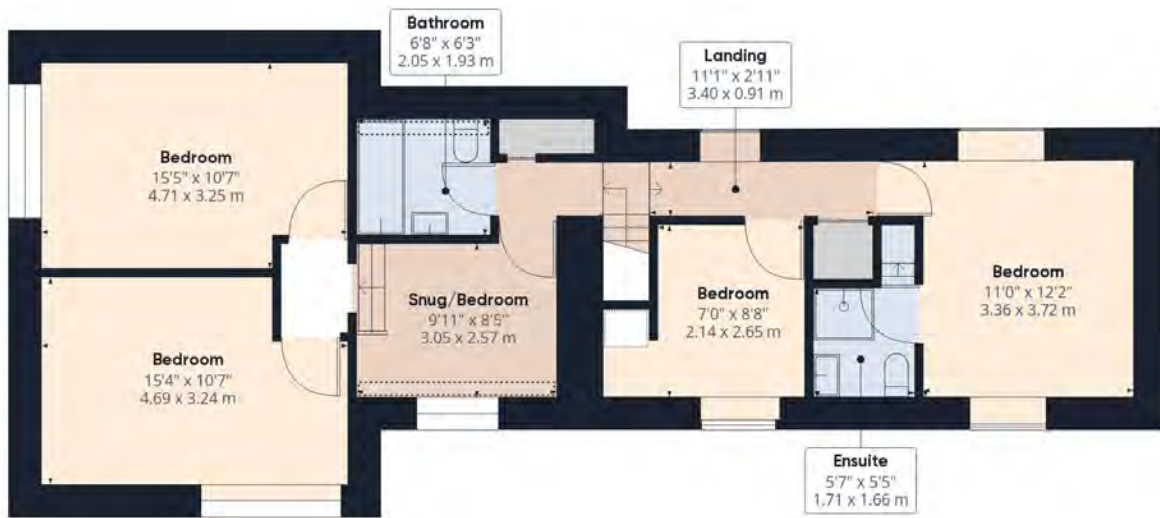 Bathroom
6'8" x 6'3"
2.05 x 1.93 m
Landing
11'1" x 2'11"
3.40 x 0.91 m
Bedroom
15'5" x 10'7"
4.71 x 3.25 m
Bedroom
15'4" x 10'7"
4.69 x 3.24 m
Snug/Bedroom
9'11" x 8'5"
3.05 x 2.57 m
Bedroom
7'0" x 8'8"
2.14 x 2.65 m
Bedroom
11'0" x 12'2"
3.36 x 3.72 m
Ensuite
5'7" x 5'5"
1.71 x 1.66 m